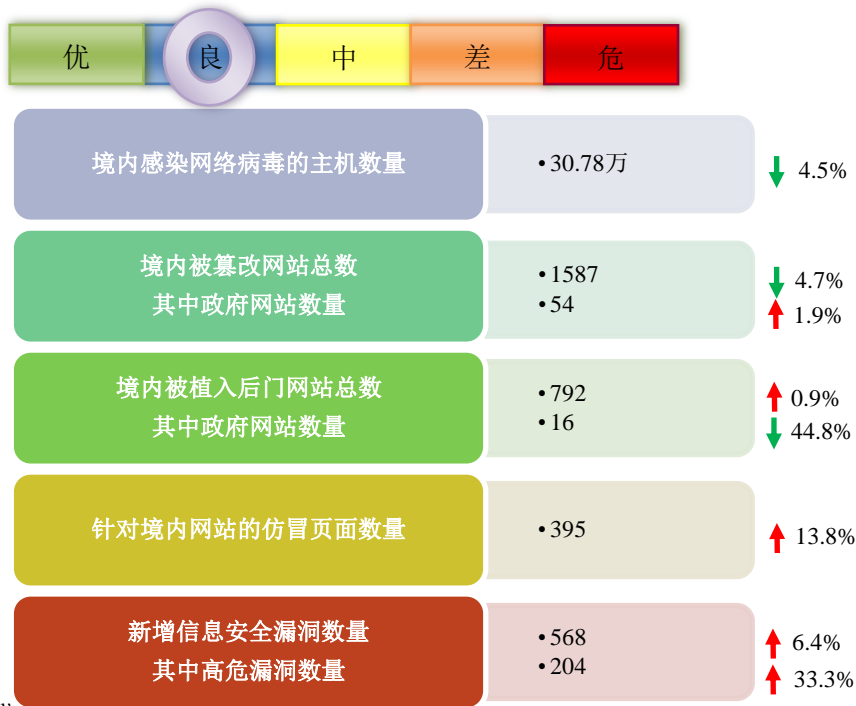 优 良 中 差 危
境内感染网络病毒的主机数量 •30.78万 4.5%
境内被篡改网站总数 •1587 4.7%
其中政府网站数量 •54 1.9%
境内被植入后门网站总数 •792 0.9%
其中政府网站数量 •16 44.8%
针对境内网站的仿冒页面数量 •395 13.8%
新增信息安全漏洞数量 •568 6.4%
其中高危漏洞数量 •204 33.3%